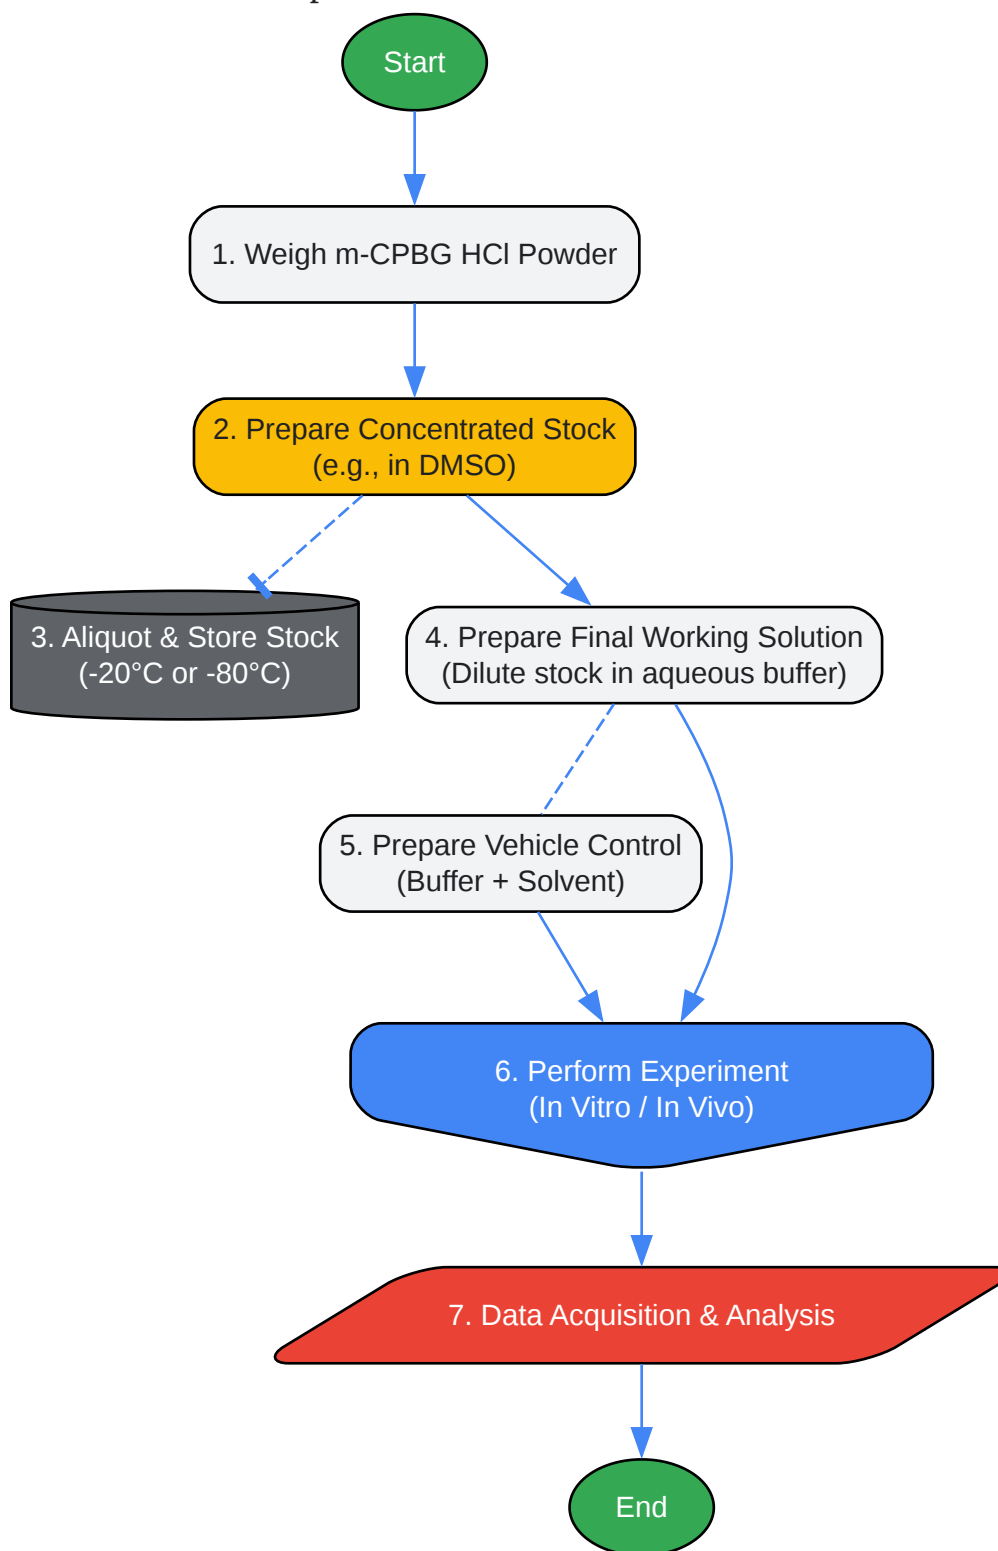 Start
1. Weigh m-CPBG HCl Powder
2. Prepare Concentrated Stock
(e.g., in DMSO)
3. Aliquot & Store Stock
(-20°C or -80°C)
4. Prepare Final Working Solution
(Dilute stock in aqueous buffer)
5. Prepare Vehicle Control
(Buffer + Solvent)
6. Perform Experiment
(In Vitro / In Vivo)
7. Data Acquisition & Analysis
End